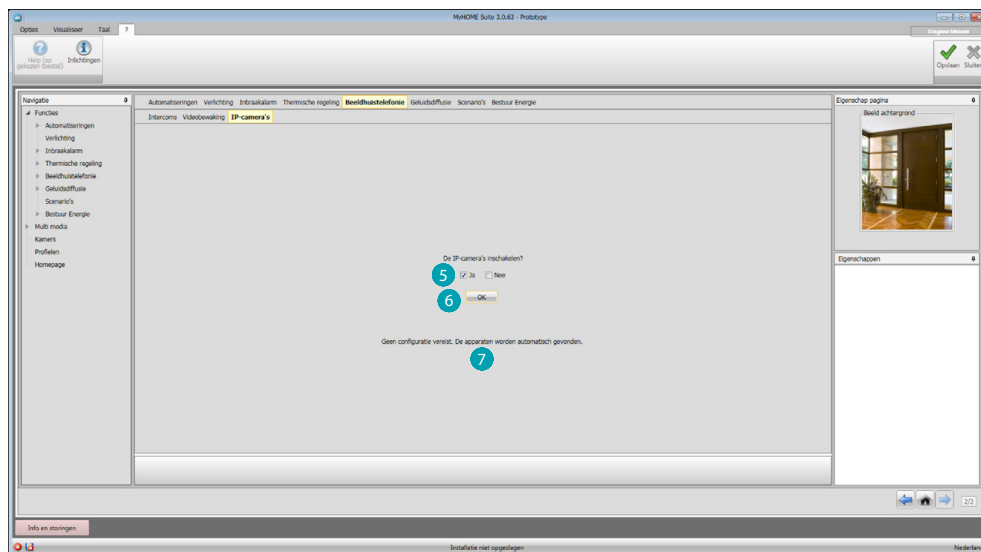 MyHOME Suite 3.0.63 - Prototype
Opties Visualiseer Taal ?
Help (op gekozen toestel)
Inlichtingen
Opslaan Sluiten
Navigatie
Functies
Automatiseringen
Verlichting
Inbraakalarm
Thermische regeling
Beeldhuistelefonie
Geluidsdiffusie
Scenario's
Bestuur Energie
Multi media
Kamers
Profielen
Homepage
Automatiseringen Verlichting Inbraakalarm Thermische regeling Beeldhuistelefonie Geluidsdiffusie Scenario's Bestuur Energie
Intercoms Videobewaking IP-camera's
De IP-camera's inschakelen?
5 Ja Nee
6 OK
Geen configuratie vereist. De apparaten worden automatisch gevonden.
7
Eigenschap pagina
Beeld achtergrond
Eigenschappen
2/2
Info en storingen
Installatie niet opgeslagen
Nederlan